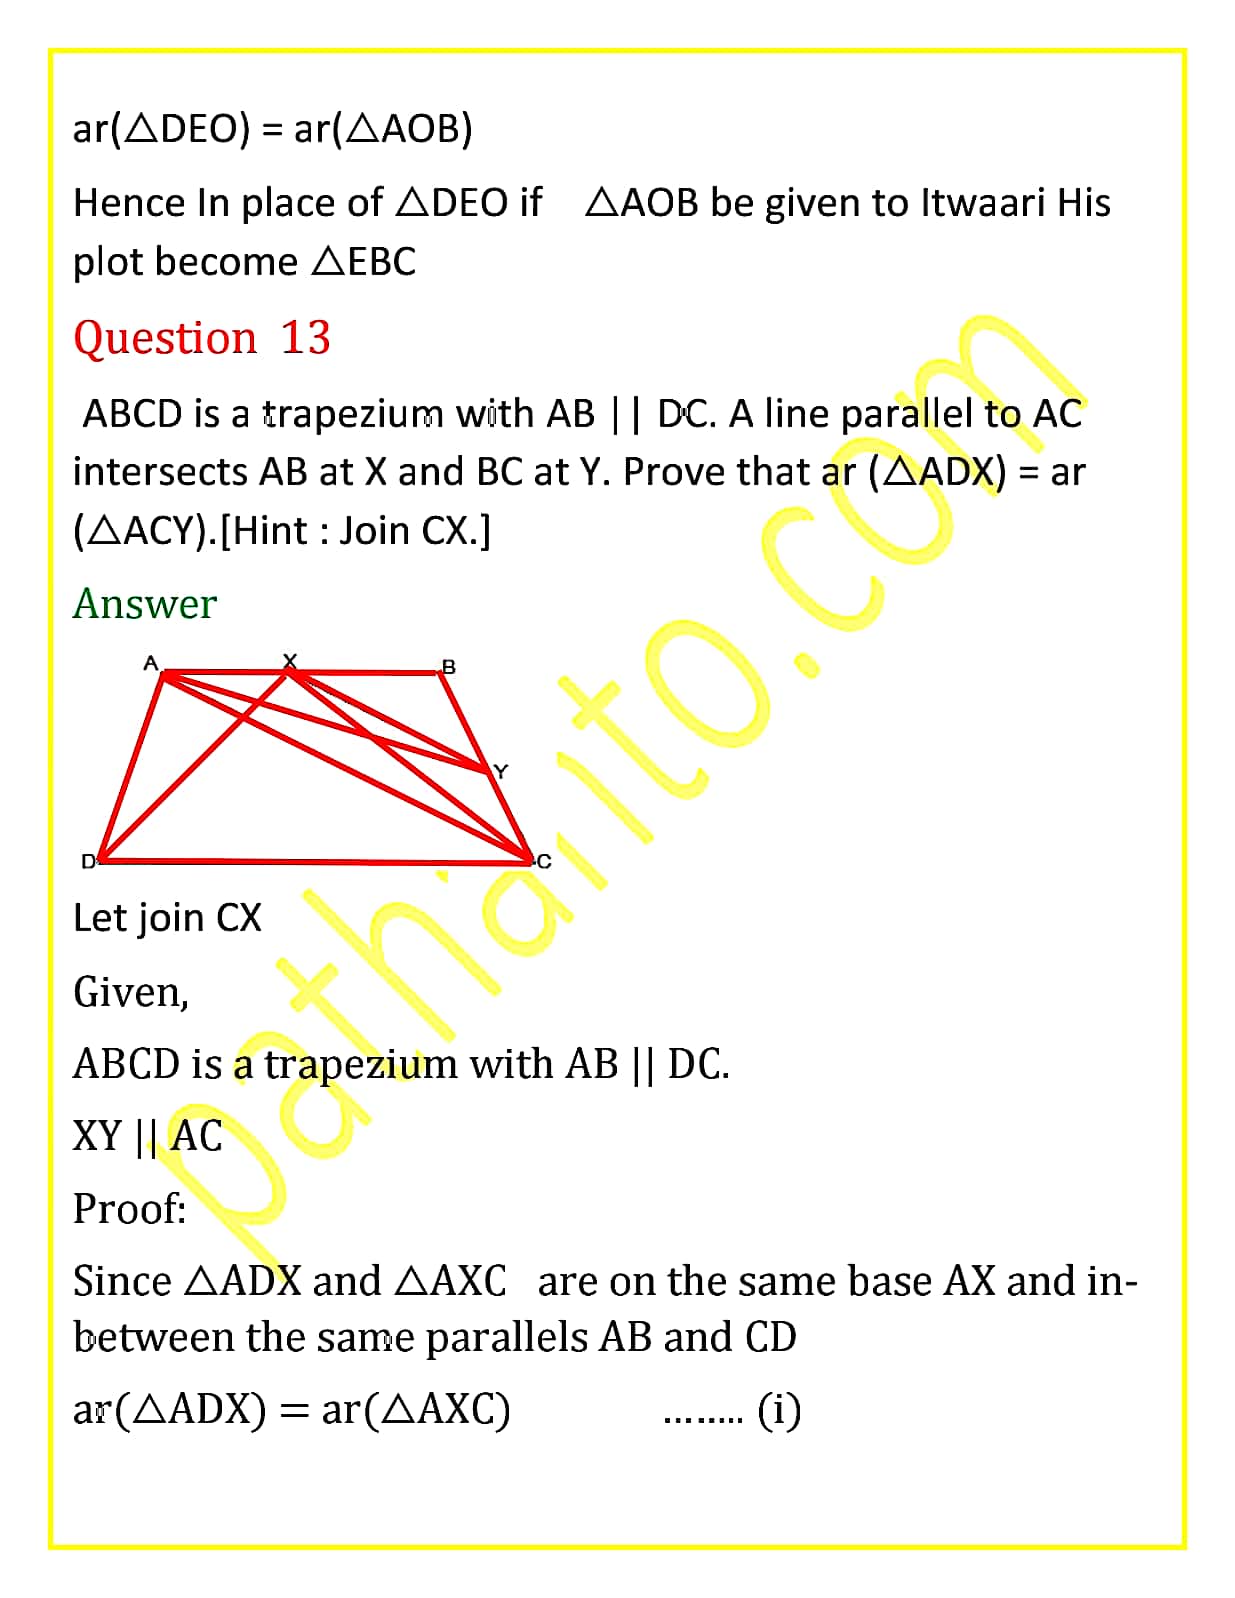 ar(△DEO) = ar(△AOB)
Hence In place of △DEO if △AOB be given to Itwaari His
plot become △EBC
Question 13
ABCD is a trapezium with AB || DC. A line parallel to AC
intersects AB at X and BC at Y. Prove that ar (△ADX) = ar
(△ACY).[Hint : Join CX.]
Answer
A X B
Y
D C
Let join CX
Given,
ABCD is a trapezium with AB || DC.
XY || AC
Proof:
Since △ADX and △AXC are on the same base AX and in-
between the same parallels AB and CD
ar(△ADX) = ar(△AXC) ........ (i)
pathanto.com